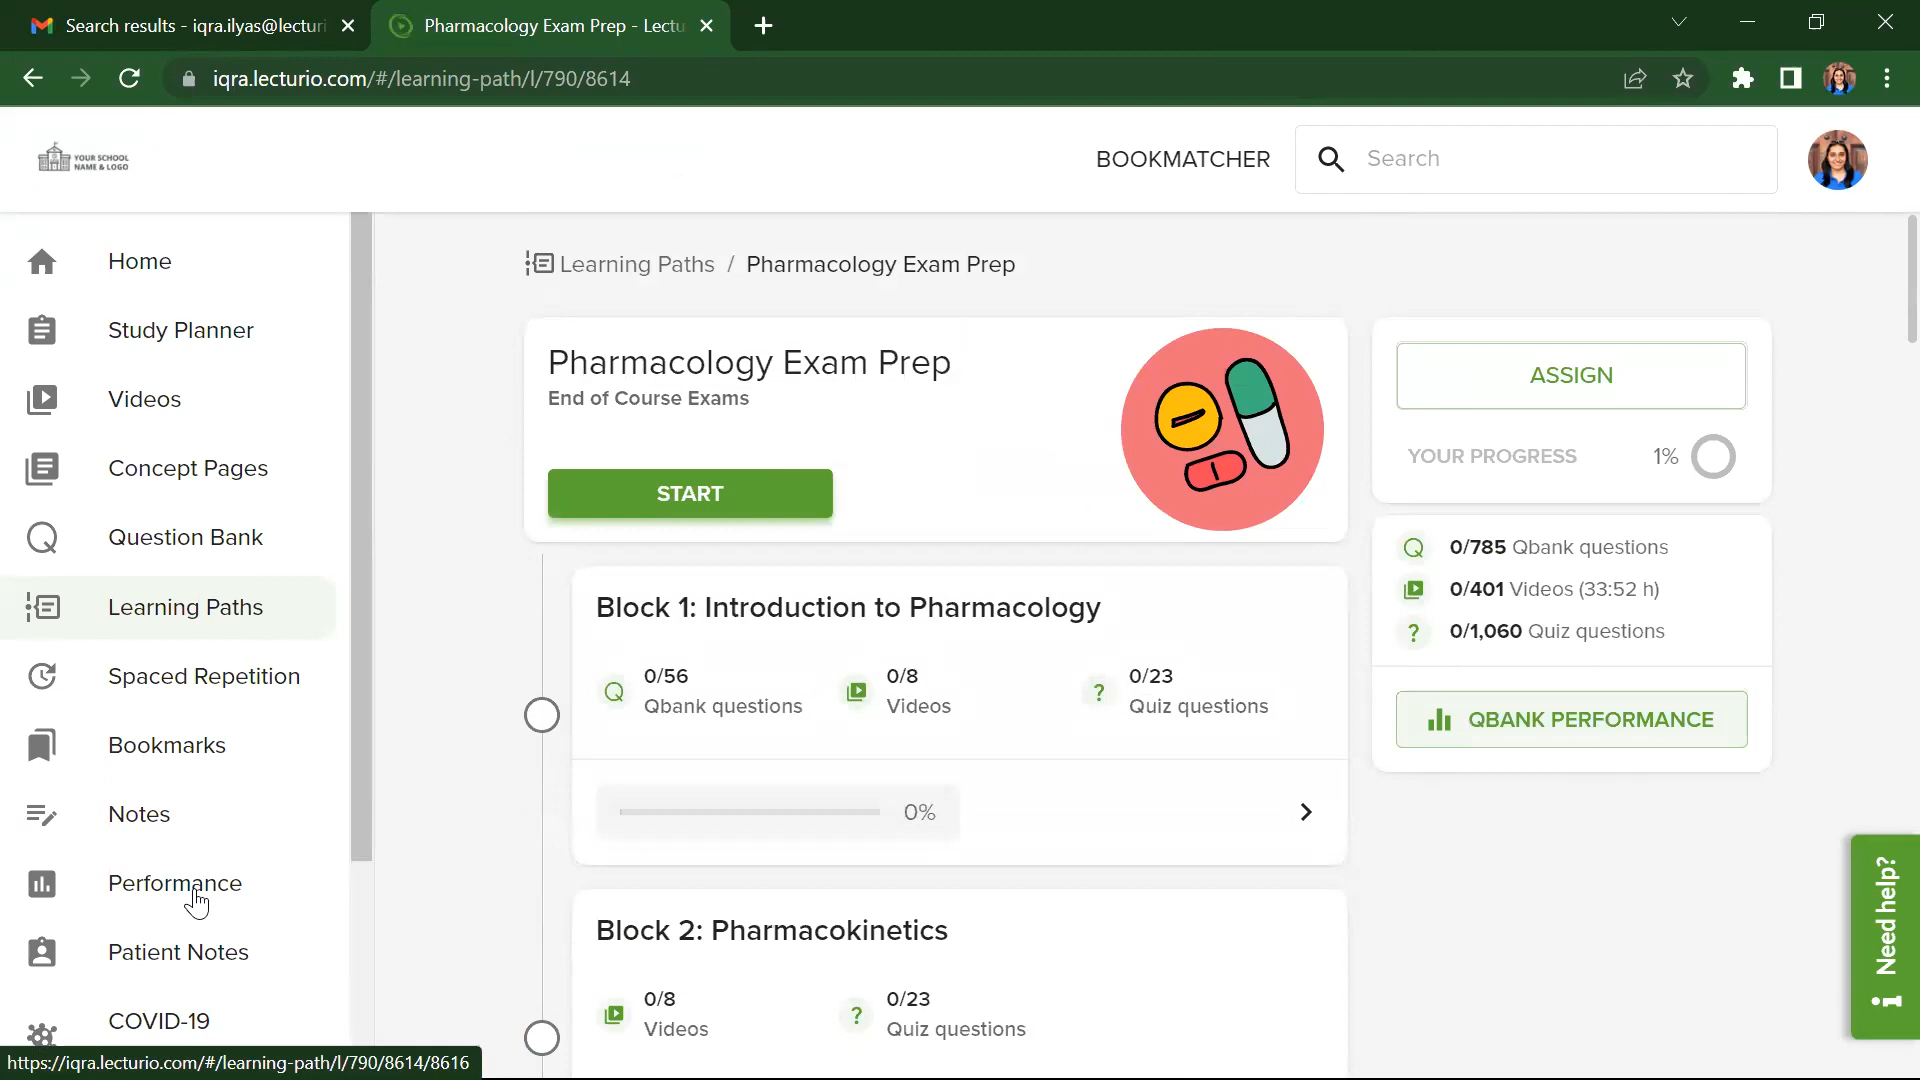 Search results - iqra.ilyas@lecturi
Pharmacology Exam Prep - Lectu
iqra.lecturio.com/#/learning-path/l/790/8614
YOUR SCHOOL
NAME & LOGO
BOOKMATCHER
Search
Home
Study Planner
Videos
Concept Pages
Question Bank
Learning Paths
Spaced Repetition
Bookmarks
Notes
Performance
Patient Notes
COVID-19
Learning Paths / Pharmacology Exam Prep
Pharmacology Exam Prep
End of Course Exams
START
Block 1: Introduction to Pharmacology
0/56
Qbank questions
0/8
Videos
0/23
Quiz questions
0%
Block 2: Pharmacokinetics
0/8
Videos
0/23
Quiz questions
ASSIGN
YOUR PROGRESS 1%
0/785 Qbank questions
0/401 Videos (33:52 h)
0/1,060 Quiz questions
QBANK PERFORMANCE
Need help?
https://iqra.lecturio.com/#/learning-path/l/790/8614/8616